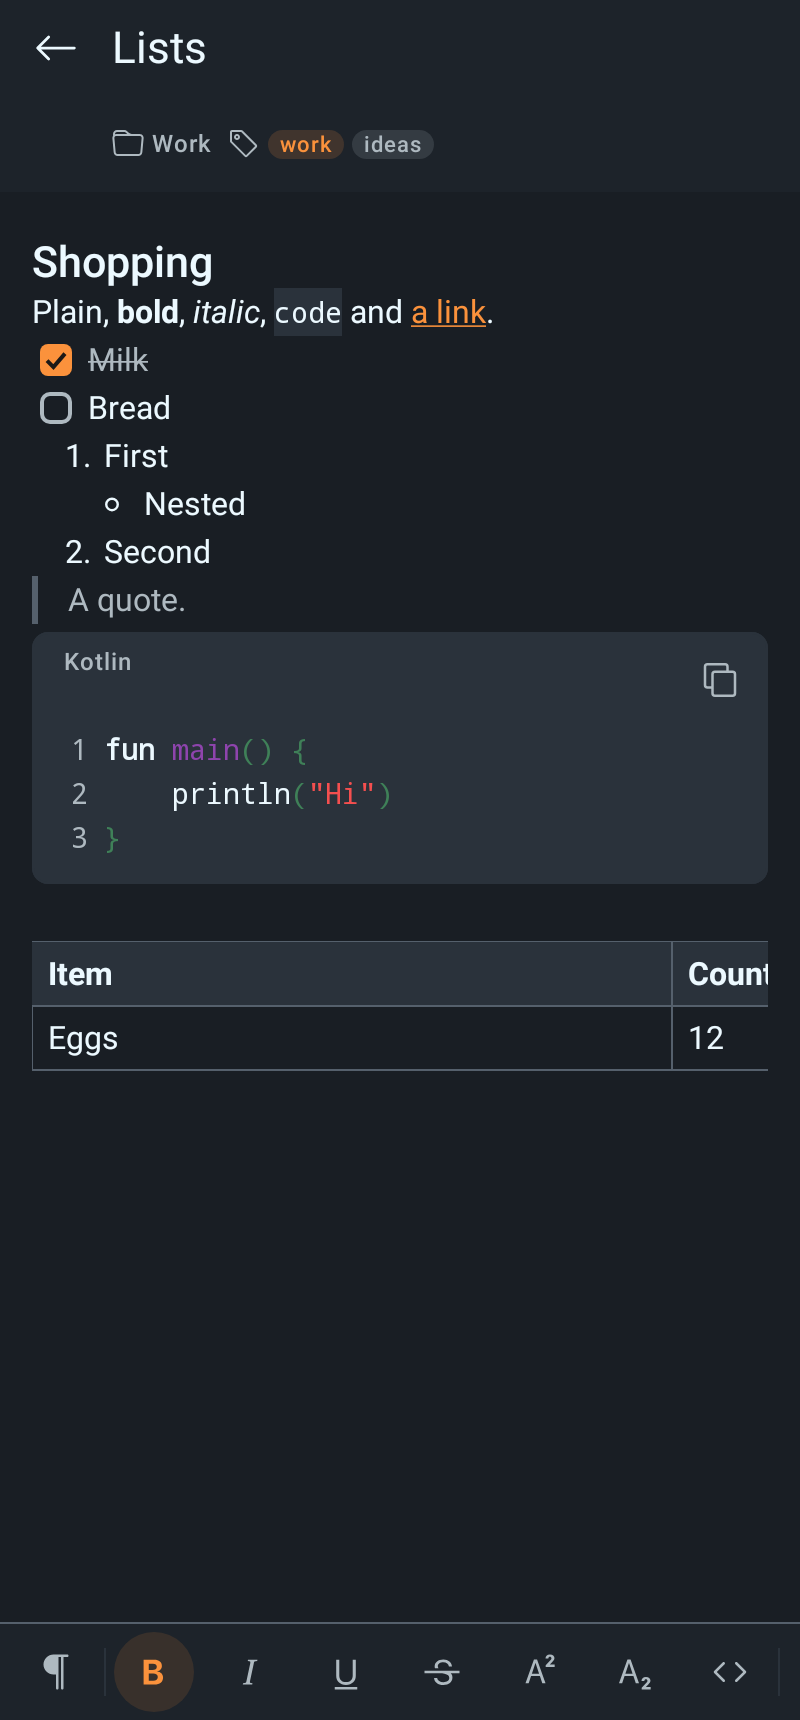 Lists
Work work ideas
Shopping
Plain, bold, italic, code and a link.
Milk
Bread
1. First
Nested
2. Second
A quote.
Kotlin
1 fun main() {
2     println("Hi")
3 }
Item Count
Eggs 12
¶ B I U S A² A₂ <>